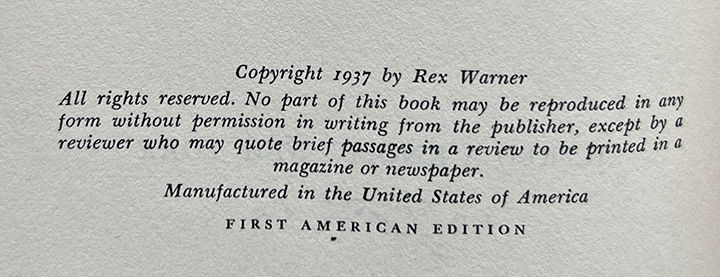 Copyright 1937 by Rex Warner
All rights reserved. No part of this book may be reproduced in any
form without permission in writing from the publisher, except by a
reviewer who may quote brief passages in a review to be printed in a
magazine or newspaper.
Manufactured in the United States of America
FIRST AMERICAN EDITION